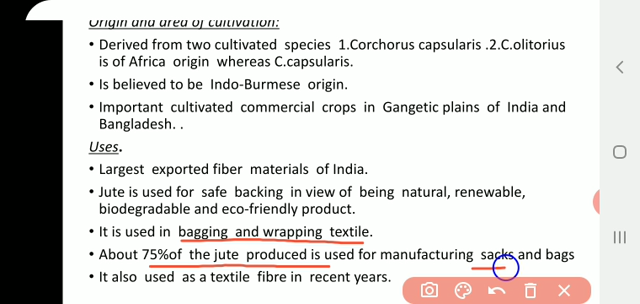 Origin and area of cultivation:
• Derived from two cultivated species 1.Corchorus capsularis .2.C.olitorius
is of Africa origin whereas C.capsularis.
• Is believed to be Indo-Burmese origin.
• Important cultivated commercial crops in Gangetic plains of India and
Bangladesh. .
Uses.
• Largest exported fiber materials of India.
• Jute is used for safe backing in view of being natural, renewable,
biodegradable and eco-friendly product.
• It is used in bagging and wrapping textile.
• About 75%of the jute produced is used for manufacturing sacks and bags
• It also used as a textile fibre in recent years.